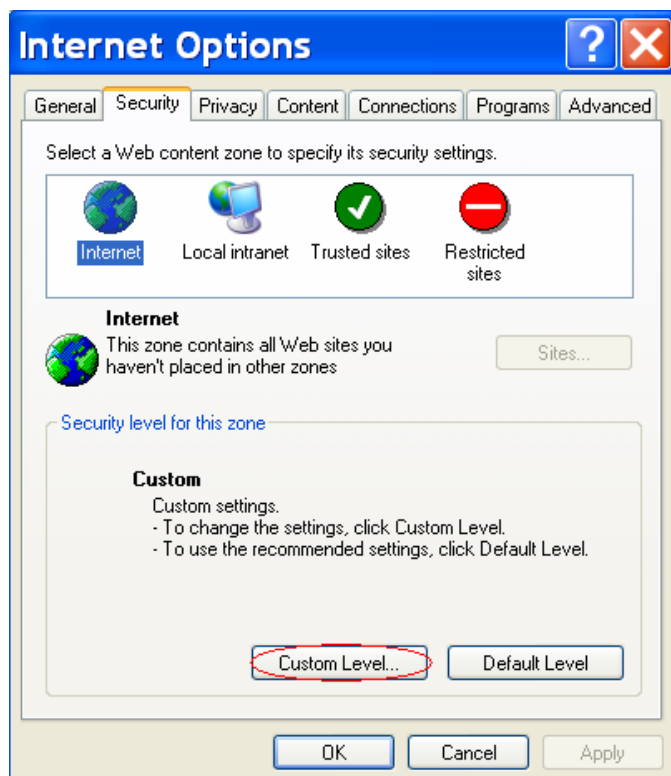 Internet Options
?
General Security Privacy Content Connections Programs Advanced
Select a Web content zone to specify its security settings.
Internet Local intranet Trusted sites Restricted
sites
Internet
This zone contains all Web sites you
haven't placed in other zones
Sites...
Security level for this zone
Custom
Custom settings.
- To change the settings, click Custom Level.
- To use the recommended settings, click Default Level.
Custom Level... Default Level
OK Cancel Apply